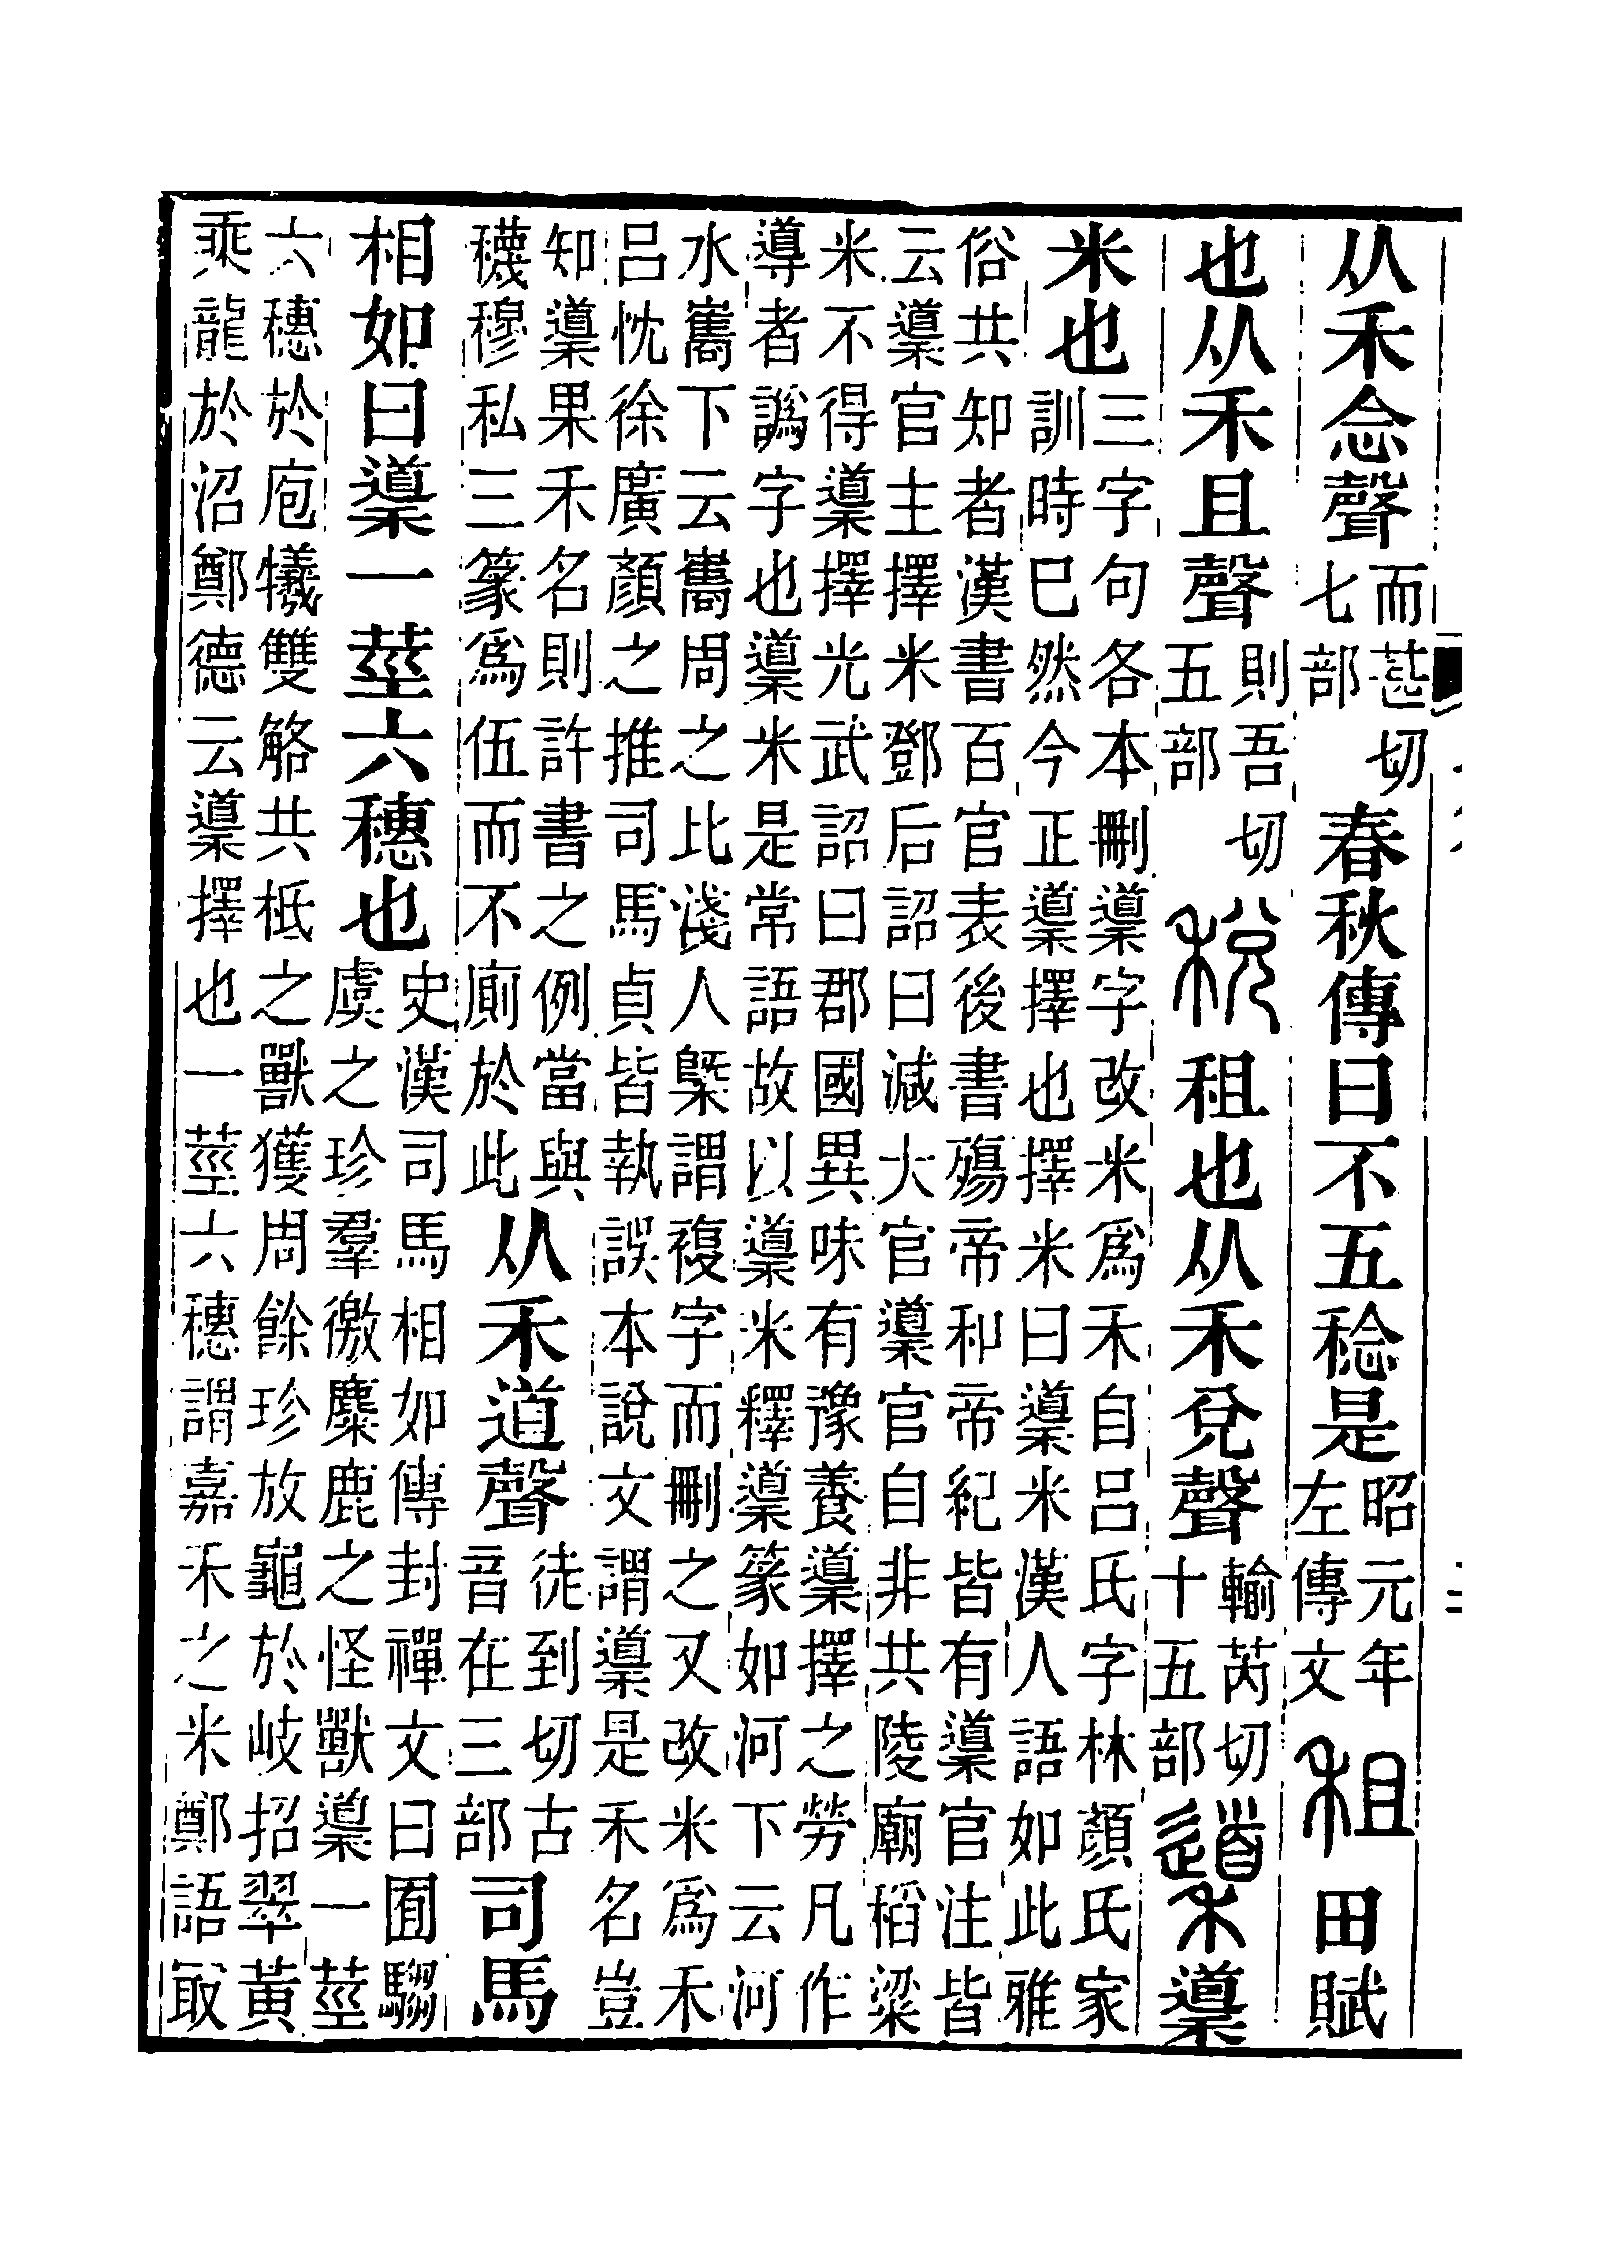 从禾念聲而甚切七部春秋傳曰不五稔是昭元年左傳文租田賦
也从禾且聲則吾切五部稅租也从禾兌聲輸芮切十五部䆃䆃
米也三字句各本刪䆃字改米爲禾自吕氏字林顏氏家
訓時巳然今正䆃擇也擇米曰䆃米漢人語如此雅
俗共知者漢書百官表後書殤帝和帝紀皆有䆃官注皆
云䆃官主擇米鄧后詔曰減大官䆃官自非共陵廟稻粱
米不得䆃擇光武詔曰郡國異味有豫養䆃擇之勞凡作
導者譌字也䆃米是常語故以䆃米釋䆃篆如河下云河
水巂下云巂周之比淺人槩謂複字而刪之又改米爲禾
吕忱徐廣顏之推司馬貞皆執誤本說文謂䆃是禾名豈
知䆃果禾名則許書之例當與
穖穆私三篆爲伍而不廁於此从禾道聲徒到切古音在三部司馬
相如曰䆃一莖六穗也史漢司馬相如傳封禪文曰囿騶
虞之珍羣徼麋鹿之怪獸䆃一莖
六穗於庖犧雙觡共柢之獸獲周餘珍放龜於岐招翠黃
乘龍於沼鄭德云䆃擇也一莖六穗謂嘉禾之米鄭語冣